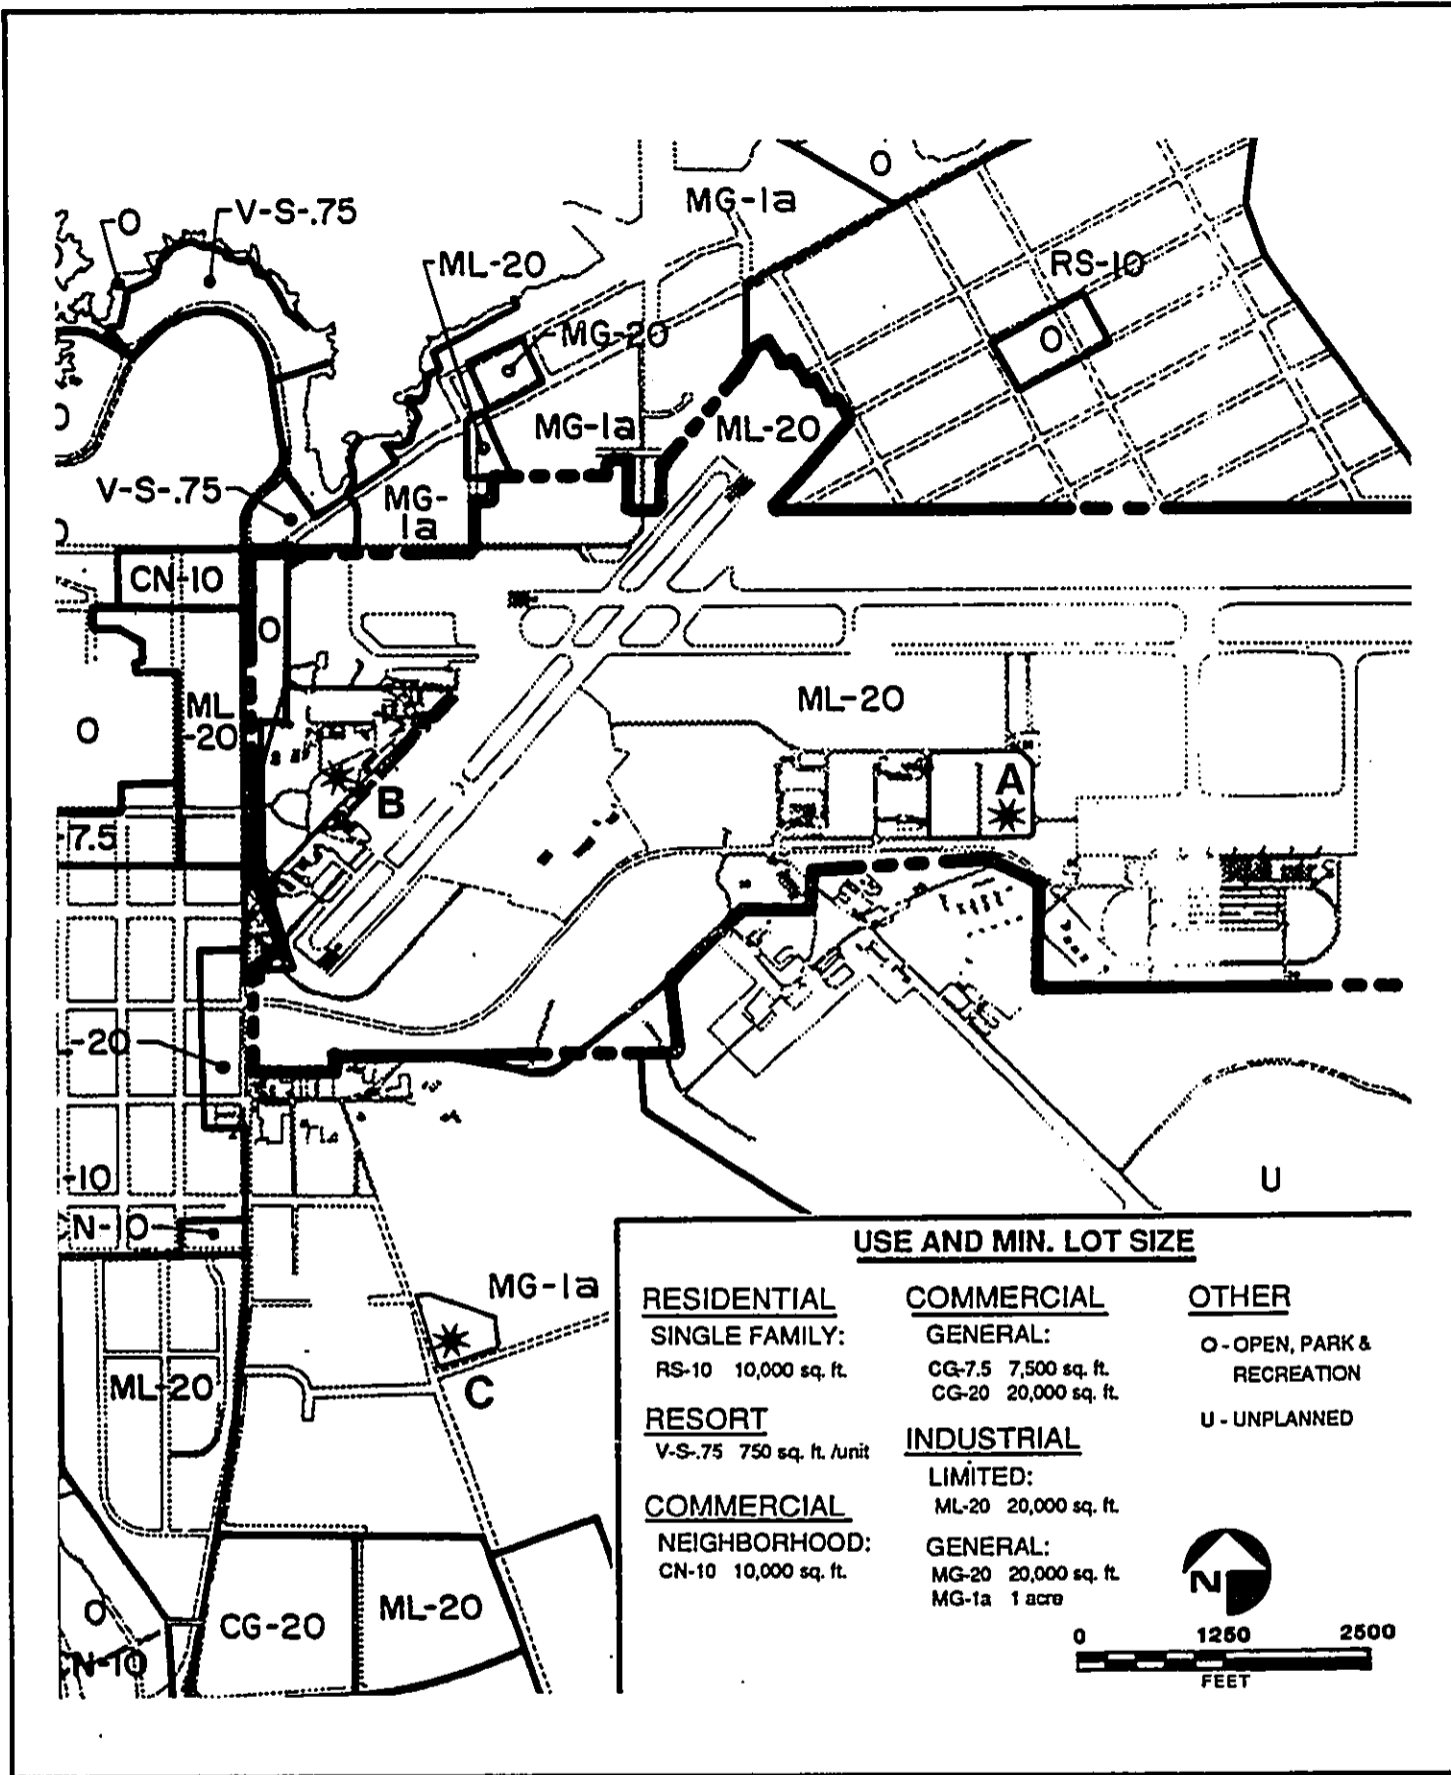 O
MG-1a
O
V-S-.75
ML-20
RS-10
MG-20
O
MG-1a
ML-20
V-S-.75
MG-
1a
CN-10
O
ML
-20
O
ML-20
A
B
-7.5
-20
-10
N-10
U
MG-1a
C
ML-20
CG-20
ML-20
O
N-10
USE AND MIN. LOT SIZE
RESIDENTIAL
SINGLE FAMILY:
RS-10 10,000 sq. ft.
RESORT
V-S-.75 750 sq. ft. /unit
COMMERCIAL
NEIGHBORHOOD:
CN-10 10,000 sq. ft.
COMMERCIAL
GENERAL:
CG-7.5 7,500 sq. ft.
CG-20 20,000 sq. ft.
INDUSTRIAL
LIMITED:
ML-20 20,000 sq. ft.
GENERAL:
MG-20 20,000 sq. ft.
MG-1a 1 acre
OTHER
O - OPEN, PARK &
RECREATION
U - UNPLANNED
N
0 1250 2500
FEET